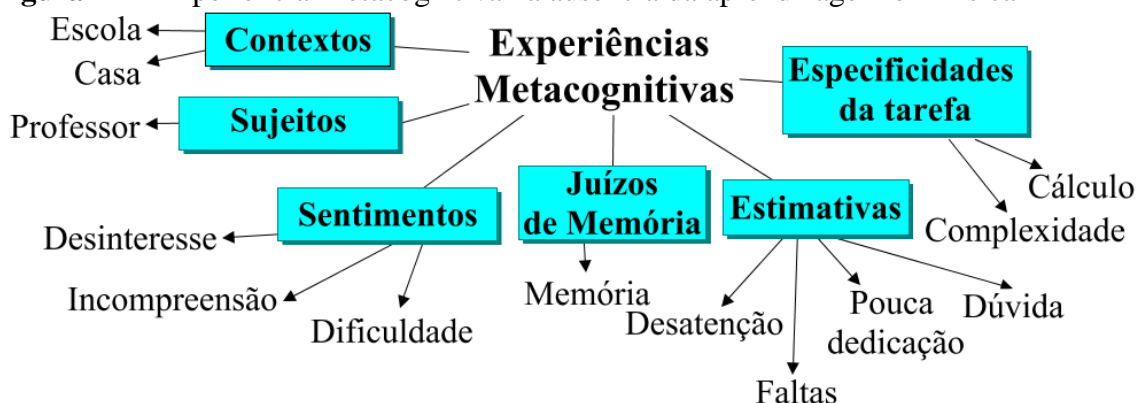 Escola
Casa
Contextos
Experiências
Metacognitivas
Especificidades
da tarefa
Professor
Sujeitos
Cálculo
Complexidade
Sentimentos
Juízos
de Memória
Estimativas
Desinteresse
Incompreensão
Dificuldade
Memória
Desatenção
Faltas
Pouca
dedicação
Dúvida